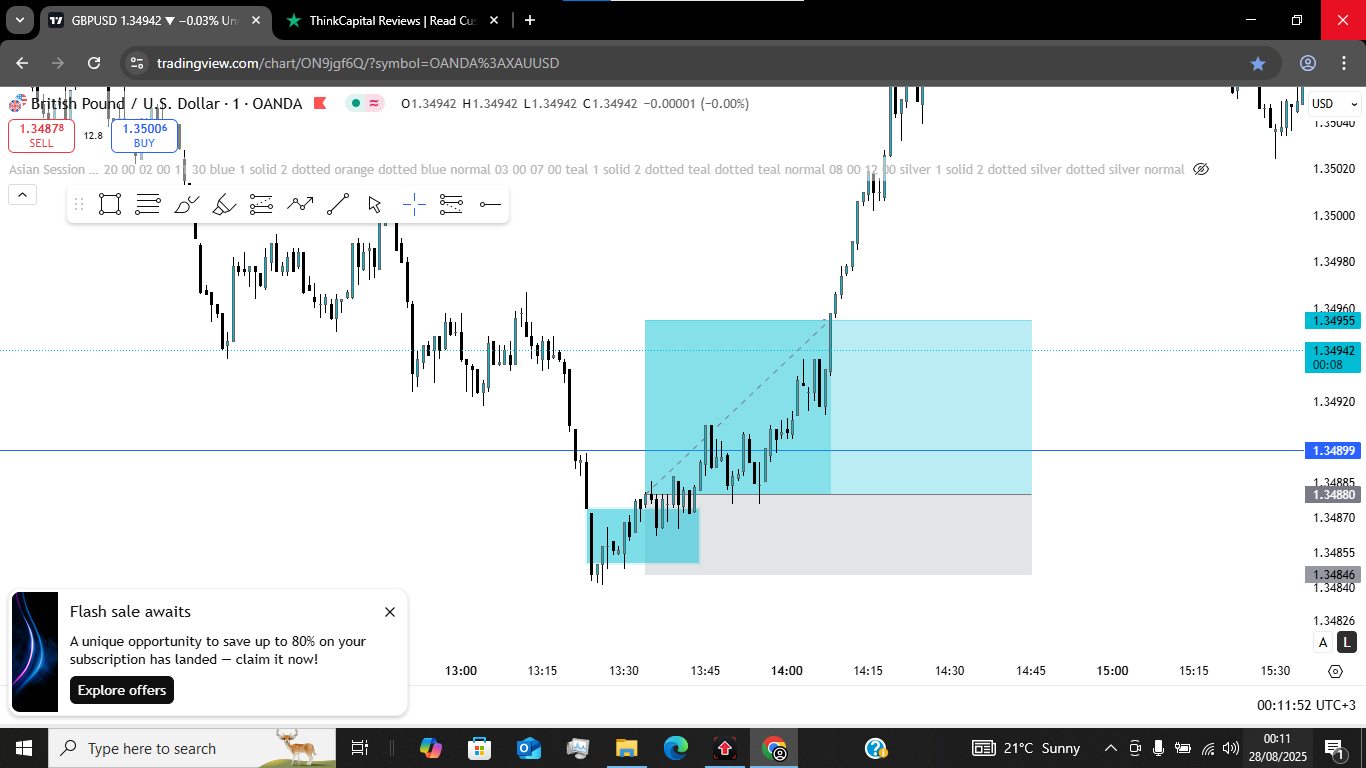 GBPUSD 1.34942 ▼ −0.03% Un
ThinkCapital Reviews | Read Cu
tradingview.com/chart/ON9jgf6Q/?symbol=OANDA%3AXAUUSD
British Pound / U.S. Dollar · 1 · OANDA
O1.34942 H1.34942 L1.34942 C1.34942 −0.00001 (−0.00%)
USD
1.34878
SELL
12.8
1.35006
BUY
Asian Session ... 20 00 02 00 1 30 blue 1 solid 2 dotted orange dotted blue normal 03 00 07 00 teal 1 solid 2 dotted teal dotted teal normal 08 00 12 00 silver 1 solid 2 dotted silver dotted silver normal
1.35040
1.35020
1.35000
1.34980
1.34960
1.34955
1.34942
00:08
1.34920
1.34899
1.34885
1.34880
1.34870
1.34855
1.34846
1.34840
1.34826
A L
Flash sale awaits
A unique opportunity to save up to 80% on your
subscription has landed — claim it now!
Explore offers
13:00 13:15 13:30 13:45 14:00 14:15 14:30 14:45 15:00 15:15 15:30
00:11:52 UTC+3
Type here to search
21°C Sunny
00:11
28/08/2025
1